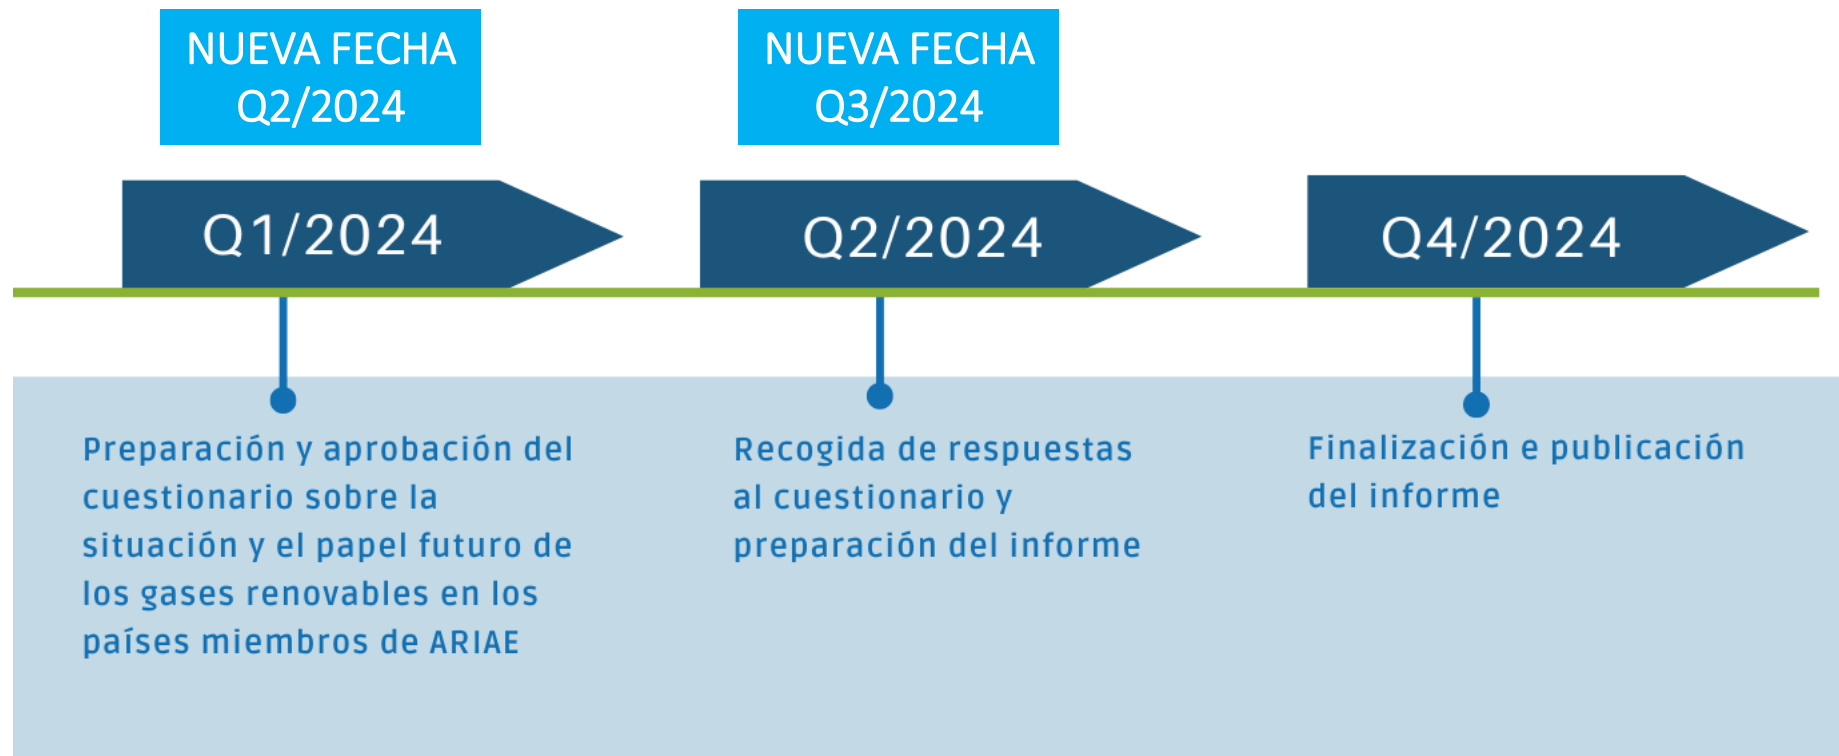 NUEVA FECHA
Q2/2024
NUEVA FECHA
Q3/2024
Q1/2024
Q2/2024
Q4/2024
Preparación y aprobación del
cuestionario sobre la
situación y el papel futuro de
los gases renovables en los
países miembros de ARIAE
Recogida de respuestas
al cuestionario y
preparación del informe
Finalización e publicación
del informe